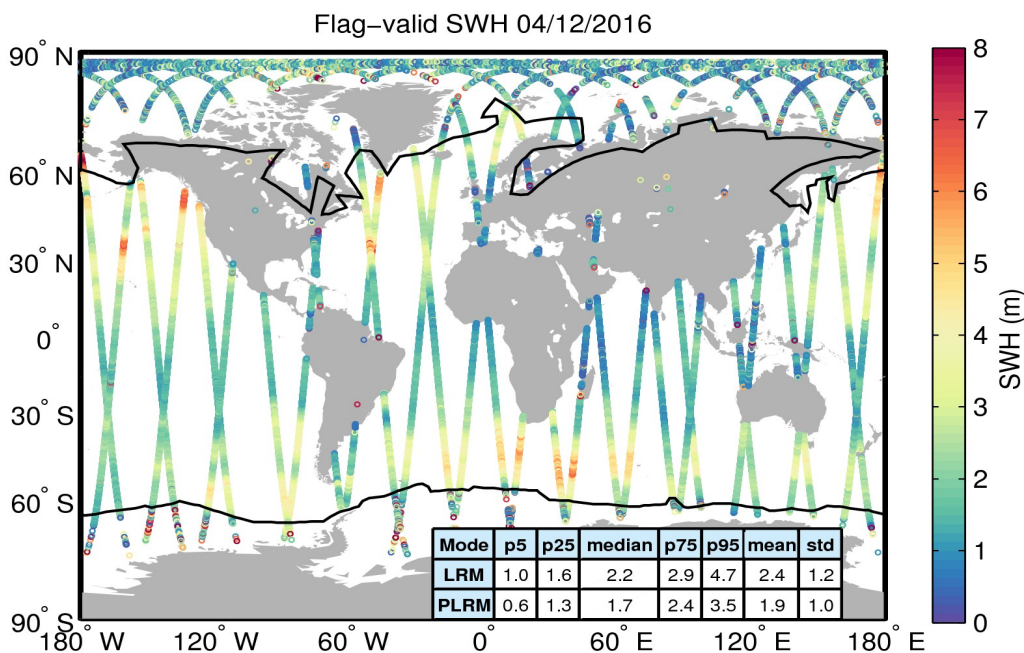 Flag−valid SWH 04/12/2016
90° N
60° N
30° N
0°
30° S
60° S
90° S
180° W
120° W
60° W
0°
60° E
120° E
180° E
Mode p5 p25 median p75 p95 mean std
LRM 1.0 1.6 2.2 2.9 4.7 2.4 1.2
PLRM 0.6 1.3 1.7 2.4 3.5 1.9 1.0
8
7
6
5
4
3
2
1
0
SWH (m)